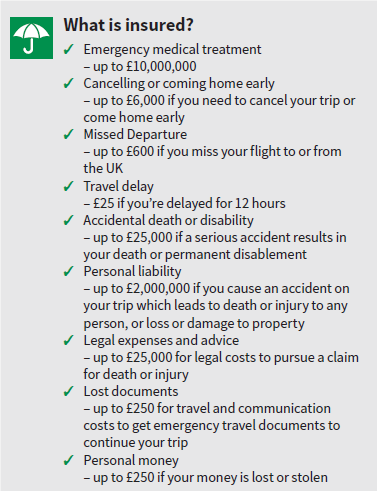 What is insured?
✓ Emergency medical treatment
– up to £10,000,000
✓ Cancelling or coming home early
– up to £6,000 if you need to cancel your trip or
come home early
✓ Missed Departure
– up to £600 if you miss your flight to or from
the UK
✓ Travel delay
– £25 if you're delayed for 12 hours
✓ Accidental death or disability
– up to £25,000 if a serious accident results in
your death or permanent disablement
✓ Personal liability
– up to £2,000,000 if you cause an accident on
your trip which leads to death or injury to any
person, or loss or damage to property
✓ Legal expenses and advice
– up to £25,000 for legal costs to pursue a claim
for death or injury
✓ Lost documents
– up to £250 for travel and communication
costs to get emergency travel documents to
continue your trip
✓ Personal money
– up to £250 if your money is lost or stolen